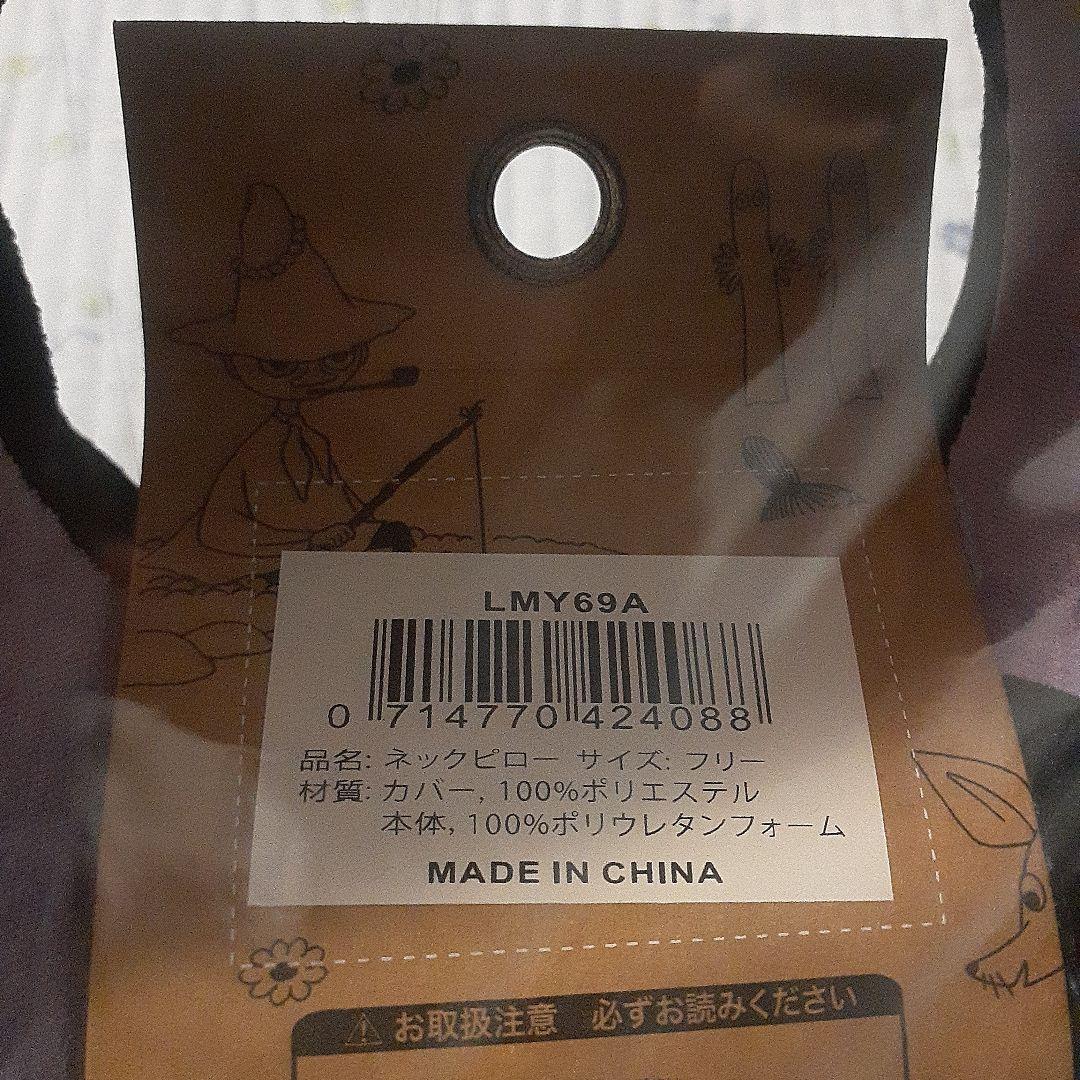 LMY69A
0 714770 424088
品名: ネックピロー サイズ: フリー
材質: カバー, 100%ポリエステル
本体, 100%ポリウレタンフォーム
MADE IN CHINA
お取扱注意 必ずお読みください